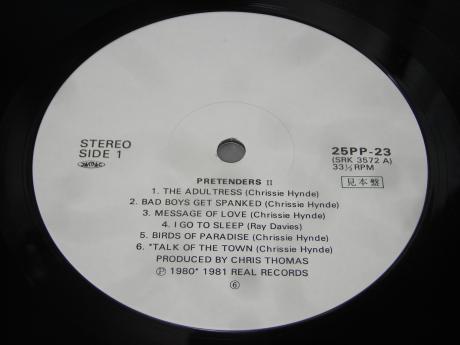 STEREO
SIDE 1
25PP-23
(SRK 3572 A)
33⅓ RPM
見本盤
PRETENDERS II
1. THE ADULTRESS (Chrissie Hynde)
2. BAD BOYS GET SPANKED (Chrissie Hynde)
3. MESSAGE OF LOVE (Chrissie Hynde)
4. I GO TO SLEEP (Ray Davies)
5. BIRDS OF PARADISE (Chrissie Hynde)
6. *TALK OF THE TOWN (Chrissie Hynde)
PRODUCED BY CHRIS THOMAS
Ⓟ 1980* 1981 REAL RECORDS
⑥